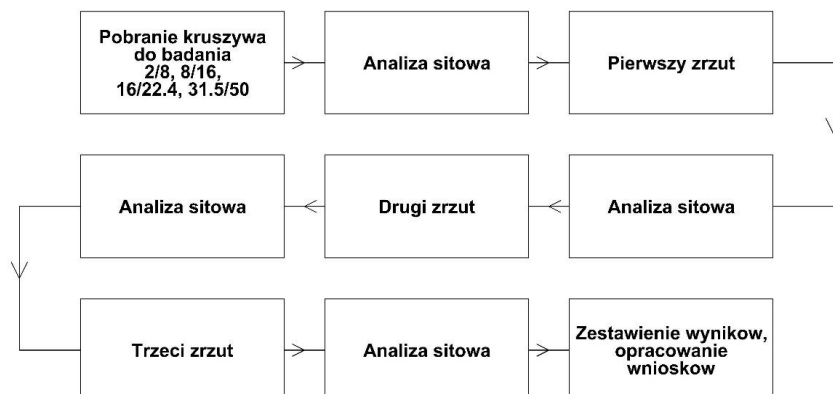 Pobranie kruszywa
do badania
2/8, 8/16,
16/22.4, 31.5/50
Analiza sitowa
Pierwszy zrzut
Analiza sitowa
Drugi zrzut
Analiza sitowa
Trzeci zrzut
Analiza sitowa
Zestawienie wynikow,
opracowanie
wnioskow